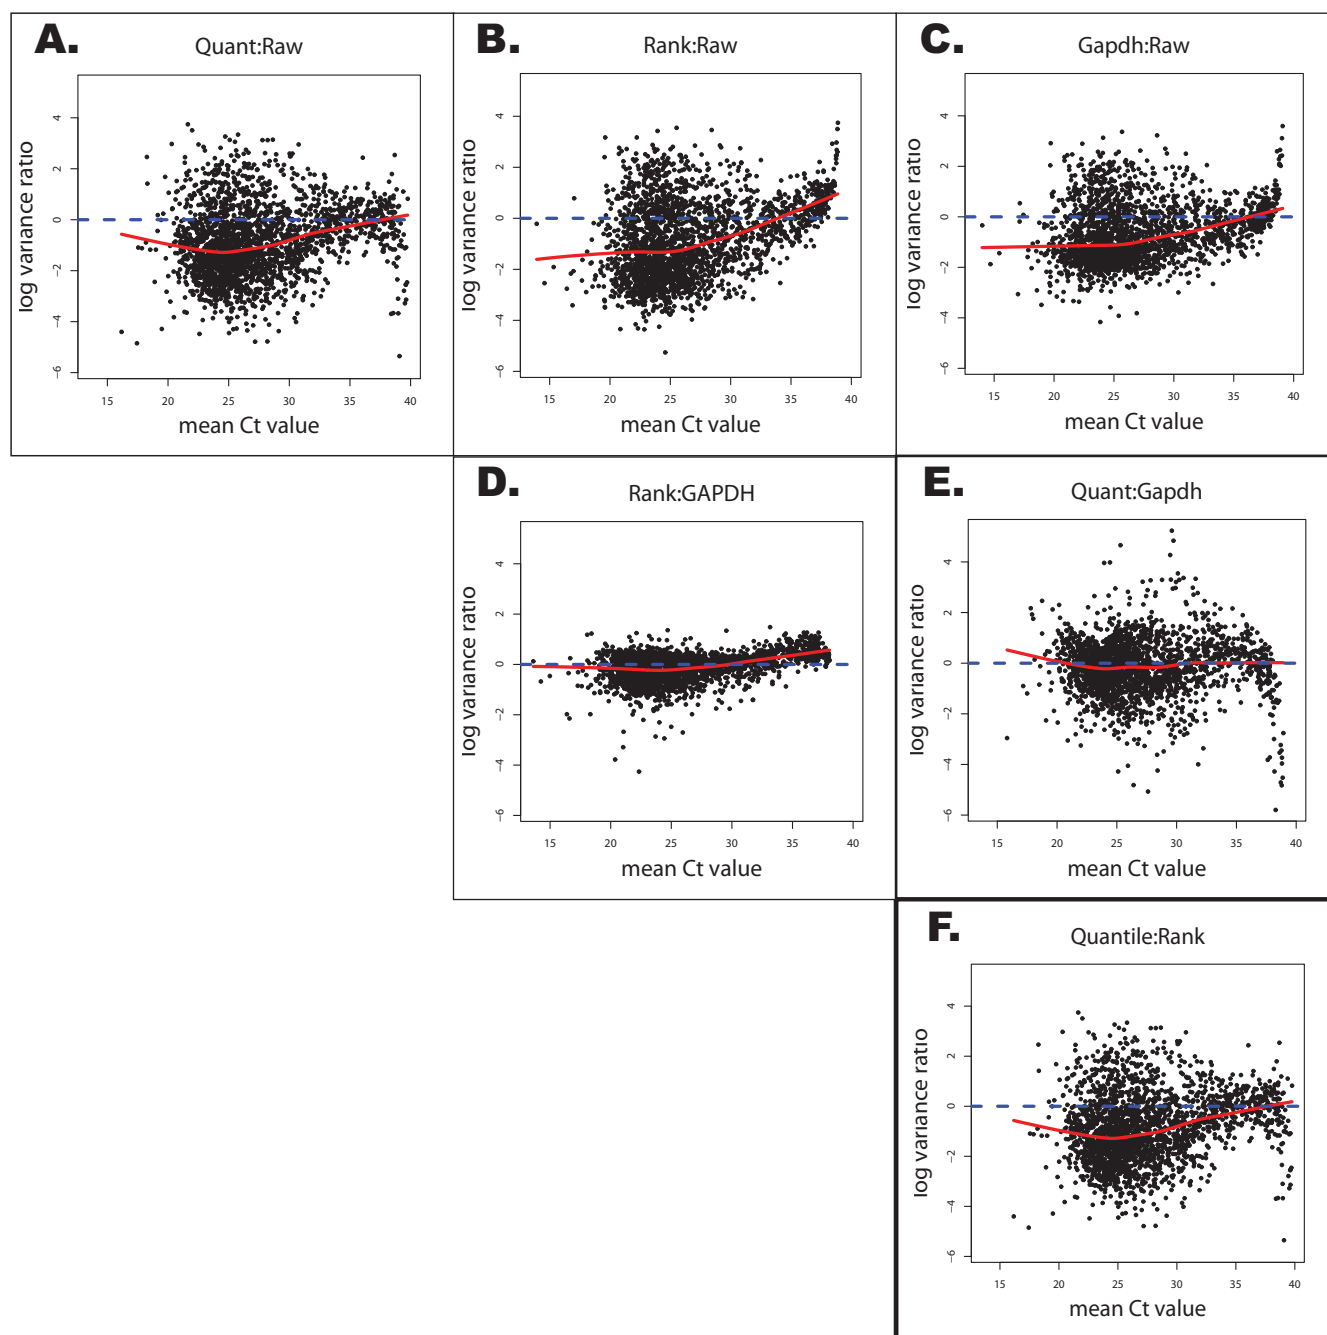 A.
Quant:Raw
log variance ratio
4
2
0
−2
−4
−6
15 20 25 30 35 40
mean Ct value
B.
Rank:Raw
log variance ratio
4
2
0
−2
−4
−6
15 20 25 30 35 40
mean Ct value
C.
Gapdh:Raw
log variance ratio
4
2
0
−2
−4
−6
15 20 25 30 35 40
mean Ct value
D.
Rank:GAPDH
log variance ratio
4
2
0
−2
−4
−6
15 20 25 30 35 40
mean Ct value
E.
Quant:Gapdh
log variance ratio
4
2
0
−2
−4
−6
15 20 25 30 35 40
mean Ct value
F.
Quantile:Rank
log variance ratio
4
2
0
−2
−4
−6
15 20 25 30 35 40
mean Ct value